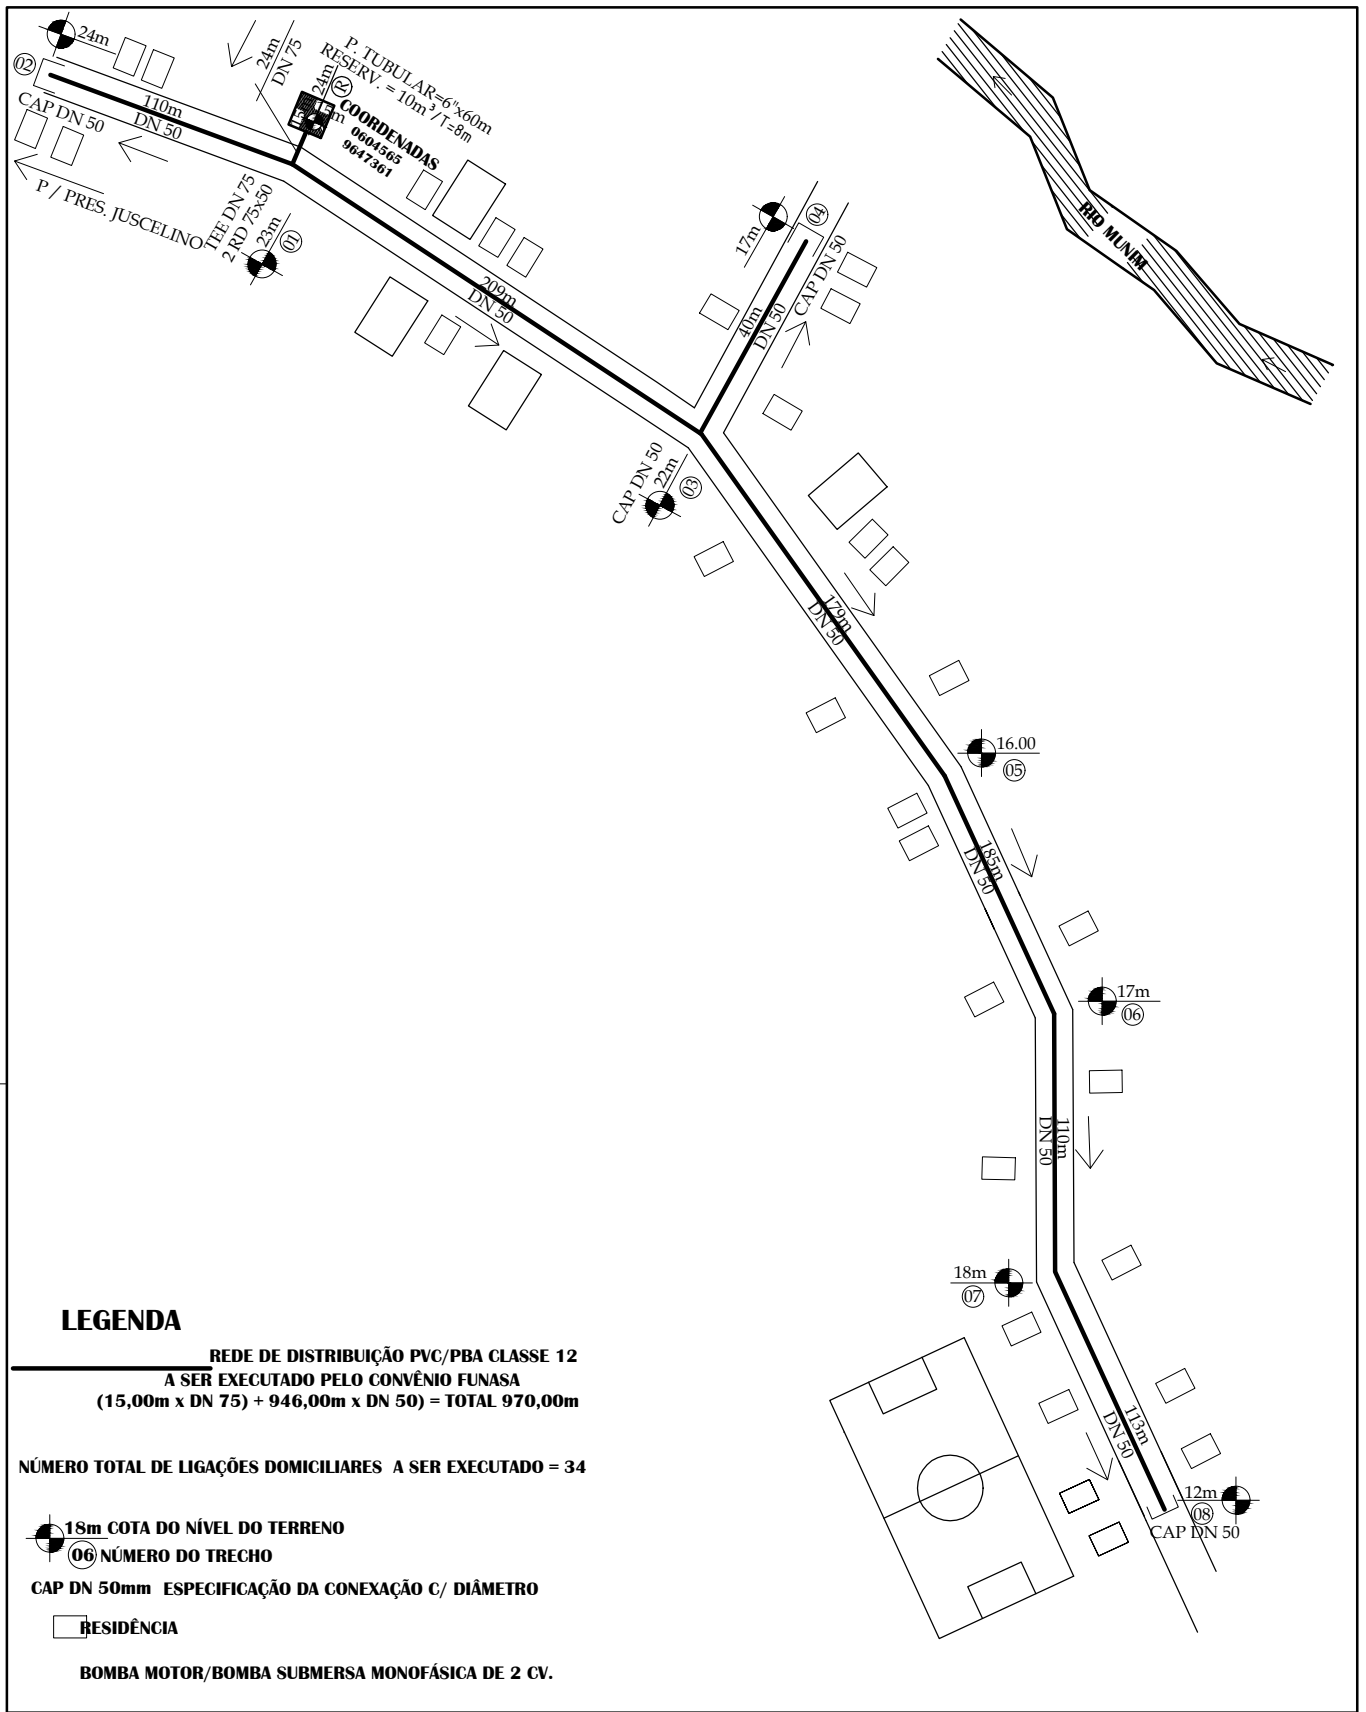 24m
02
CAP DN 50
110m
DN 50
P / PRES. JUSCELINO
24m
DN 75
24m
R
P. TUBULAR=6"x60m
RESERV. = 10m³/T=8m
COORDENADAS
0604565
9647361
TEE DN 75
2 RD 75x50
23m
01
209m
DN 50
17m
04
CAP DN 50
40m
DN 50
RIO MUNIM
CAP DN 50
22m
03
179m
DN 50
16.00
05
185m
DN 50
17m
06
110m
DN 50
18m
07
113m
DN 50
12m
08
CAP DN 50
LEGENDA
REDE DE DISTRIBUIÇÃO PVC/PBA CLASSE 12
A SER EXECUTADO PELO CONVÊNIO FUNASA
(15,00m x DN 75) + 946,00m x DN 50) = TOTAL 970,00m
NÚMERO TOTAL DE LIGAÇÕES DOMICILIARES A SER EXECUTADO = 34
18m COTA DO NÍVEL DO TERRENO
06 NÚMERO DO TRECHO
CAP DN 50mm ESPECIFICAÇÃO DA CONEXAÇÃO C/ DIÂMETRO
RESIDÊNCIA
BOMBA MOTOR/BOMBA SUBMERSA MONOFÁSICA DE 2 CV.